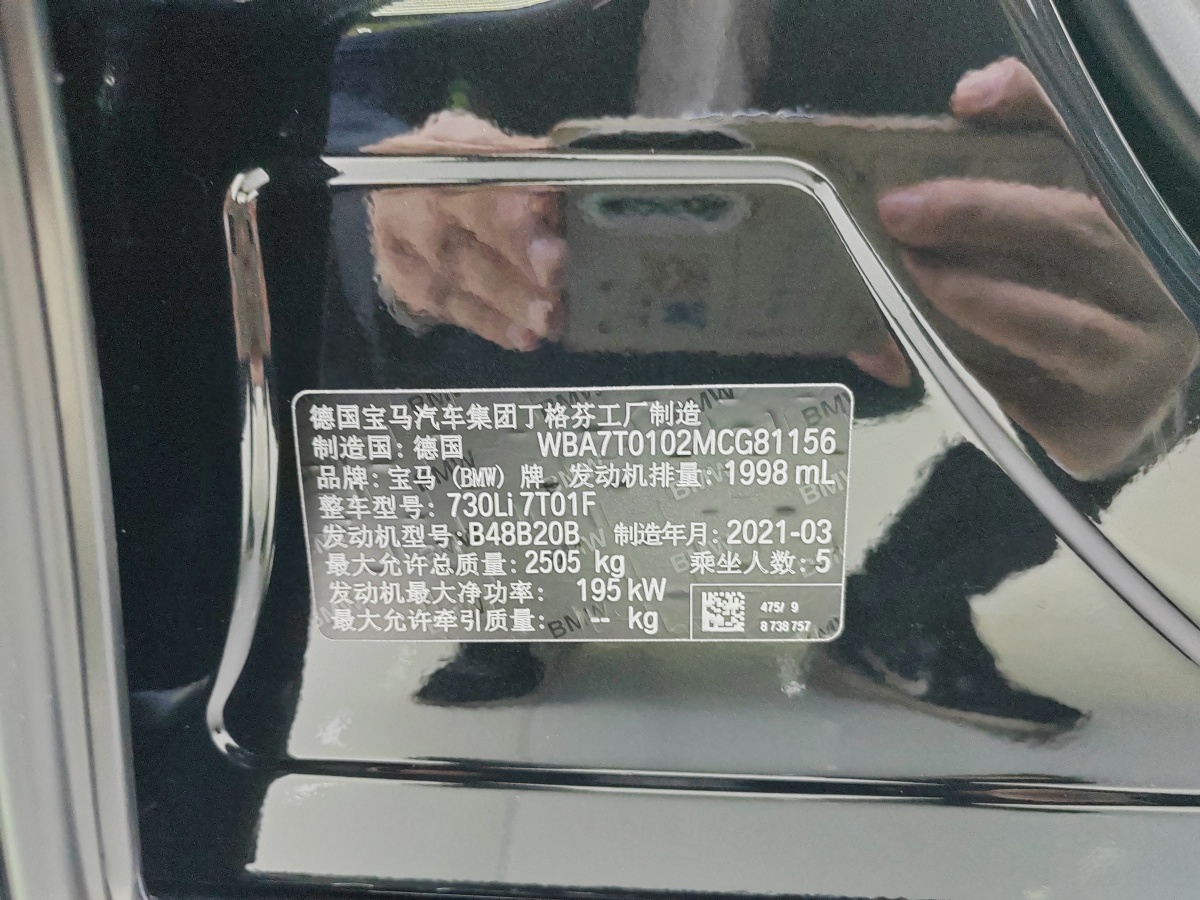 德国宝马汽车集团丁格芬工厂制造
制造国：德国 WBA7T0102MCG81156
品牌：宝马（BMW）牌 发动机排量：1998 mL
整车型号：730Li 7T01F
发动机型号：B48B20B 制造年月：2021-03
最大允许总质量：2505 kg 乘坐人数：5
发动机最大净功率： 195 kW
最大允许牵引质量： -- kg
475/ 9
8 738 757